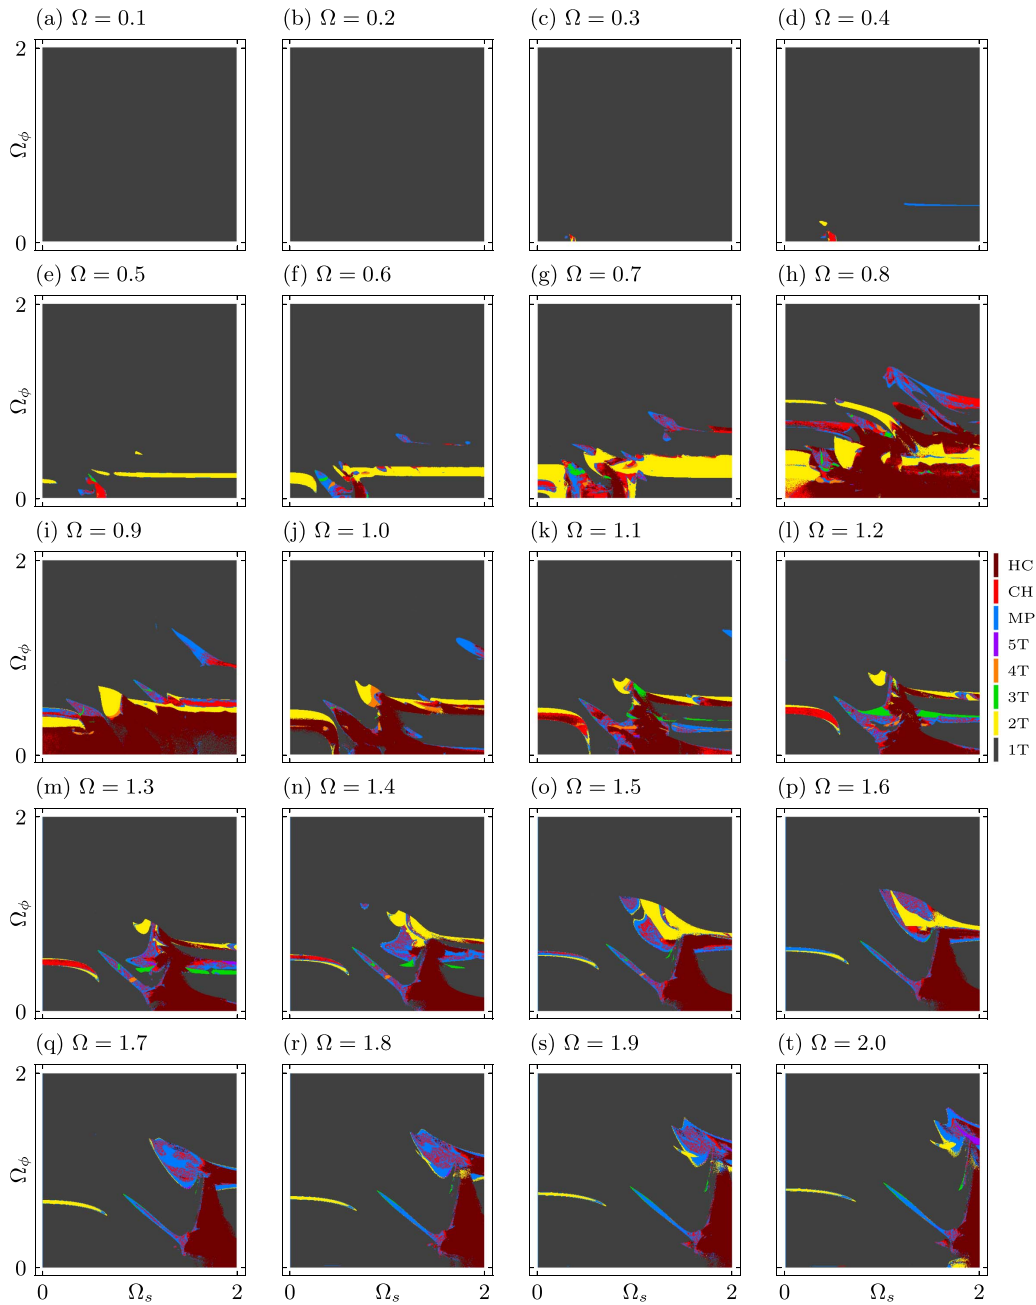 (a) Ω = 0.1
(b) Ω = 0.2
(c) Ω = 0.3
(d) Ω = 0.4
2
Ω_ϕ
0
(e) Ω = 0.5
(f) Ω = 0.6
(g) Ω = 0.7
(h) Ω = 0.8
2
Ω_ϕ
0
(i) Ω = 0.9
(j) Ω = 1.0
(k) Ω = 1.1
(l) Ω = 1.2
2
Ω_ϕ
0
HC
CH
MP
5T
4T
3T
2T
1T
(m) Ω = 1.3
(n) Ω = 1.4
(o) Ω = 1.5
(p) Ω = 1.6
2
Ω_ϕ
0
(q) Ω = 1.7
(r) Ω = 1.8
(s) Ω = 1.9
(t) Ω = 2.0
2
Ω_ϕ
0
0 Ω_s 2
0 Ω_s 2
0 Ω_s 2
0 Ω_s 2